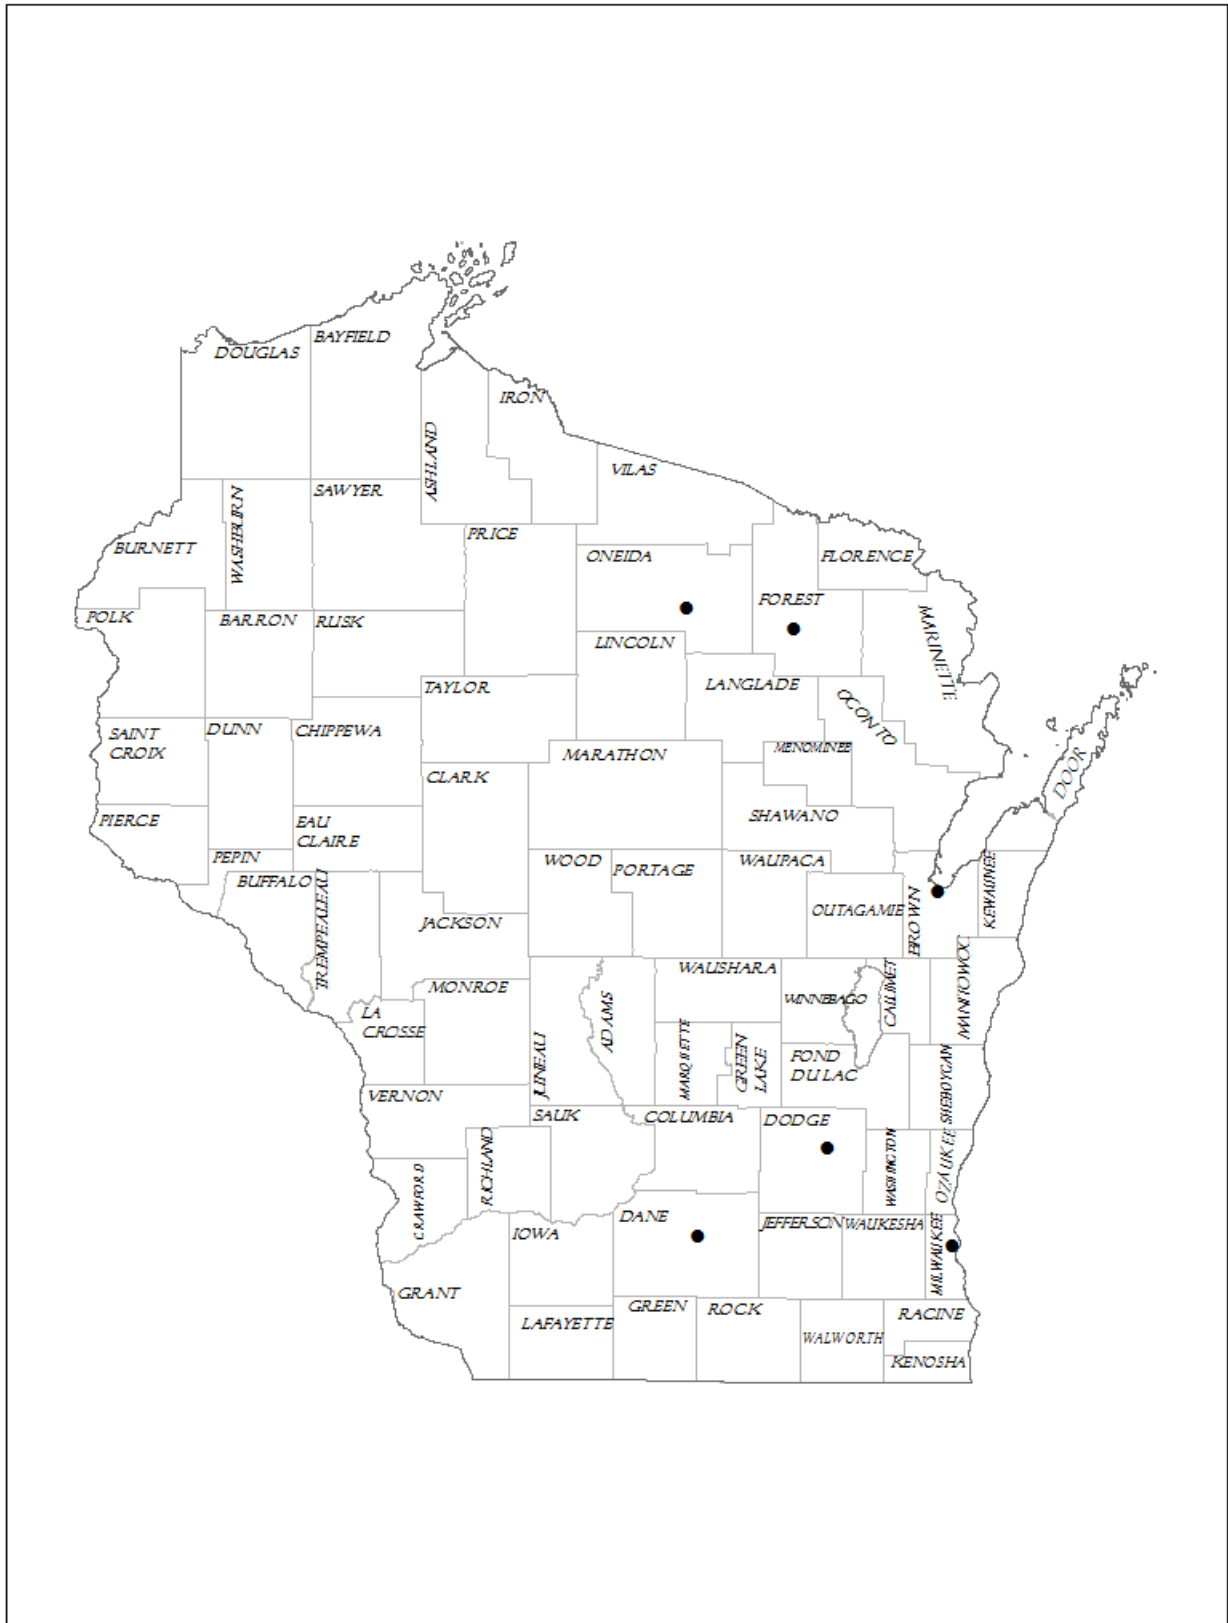 BAYFIELD
DOUGLAS
IRON
ASHLAND
VILAS
SAWYER
WASHBURN
PRICE
BURNETT
ONEIDA
FLORENCE
FOREST
POLK
BARRON
RUSK
LINCOLN
MARINETTE
TAYLOR
LANGLADE
OCONTO
SAINT
CROIX
DUNN
CHIPPEWA
MARATHON
MENOMINEE
DOOR
CLARK
PIERCE
EAU
CLAIRE
SHAWANO
PEPIN
WOOD
PORTAGE
WAUPACA
BUFFALO
TREMPEALEAU
KEWAUNEE
OUTAGAMIE
BROWN
JACKSON
WAUSHARA
MONROE
WINNEBAGO
CALUMET
MANITOWOC
LA
CROSSE
ADAMS
JUNEAU
MARQUETTE
GREEN
LAKE
FOND
DU LAC
SHEBOYGAN
VERNON
SAUK
COLUMBIA
DODGE
RICHLAND
WASHINGTON
OZAUKEE
CRAWFORD
DANE
JEFFERSON
WAUKESHA
MILWAUKEE
IOWA
GRANT
GREEN
ROCK
RACINE
LAFAYETTE
WALWORTH
KENOSHA